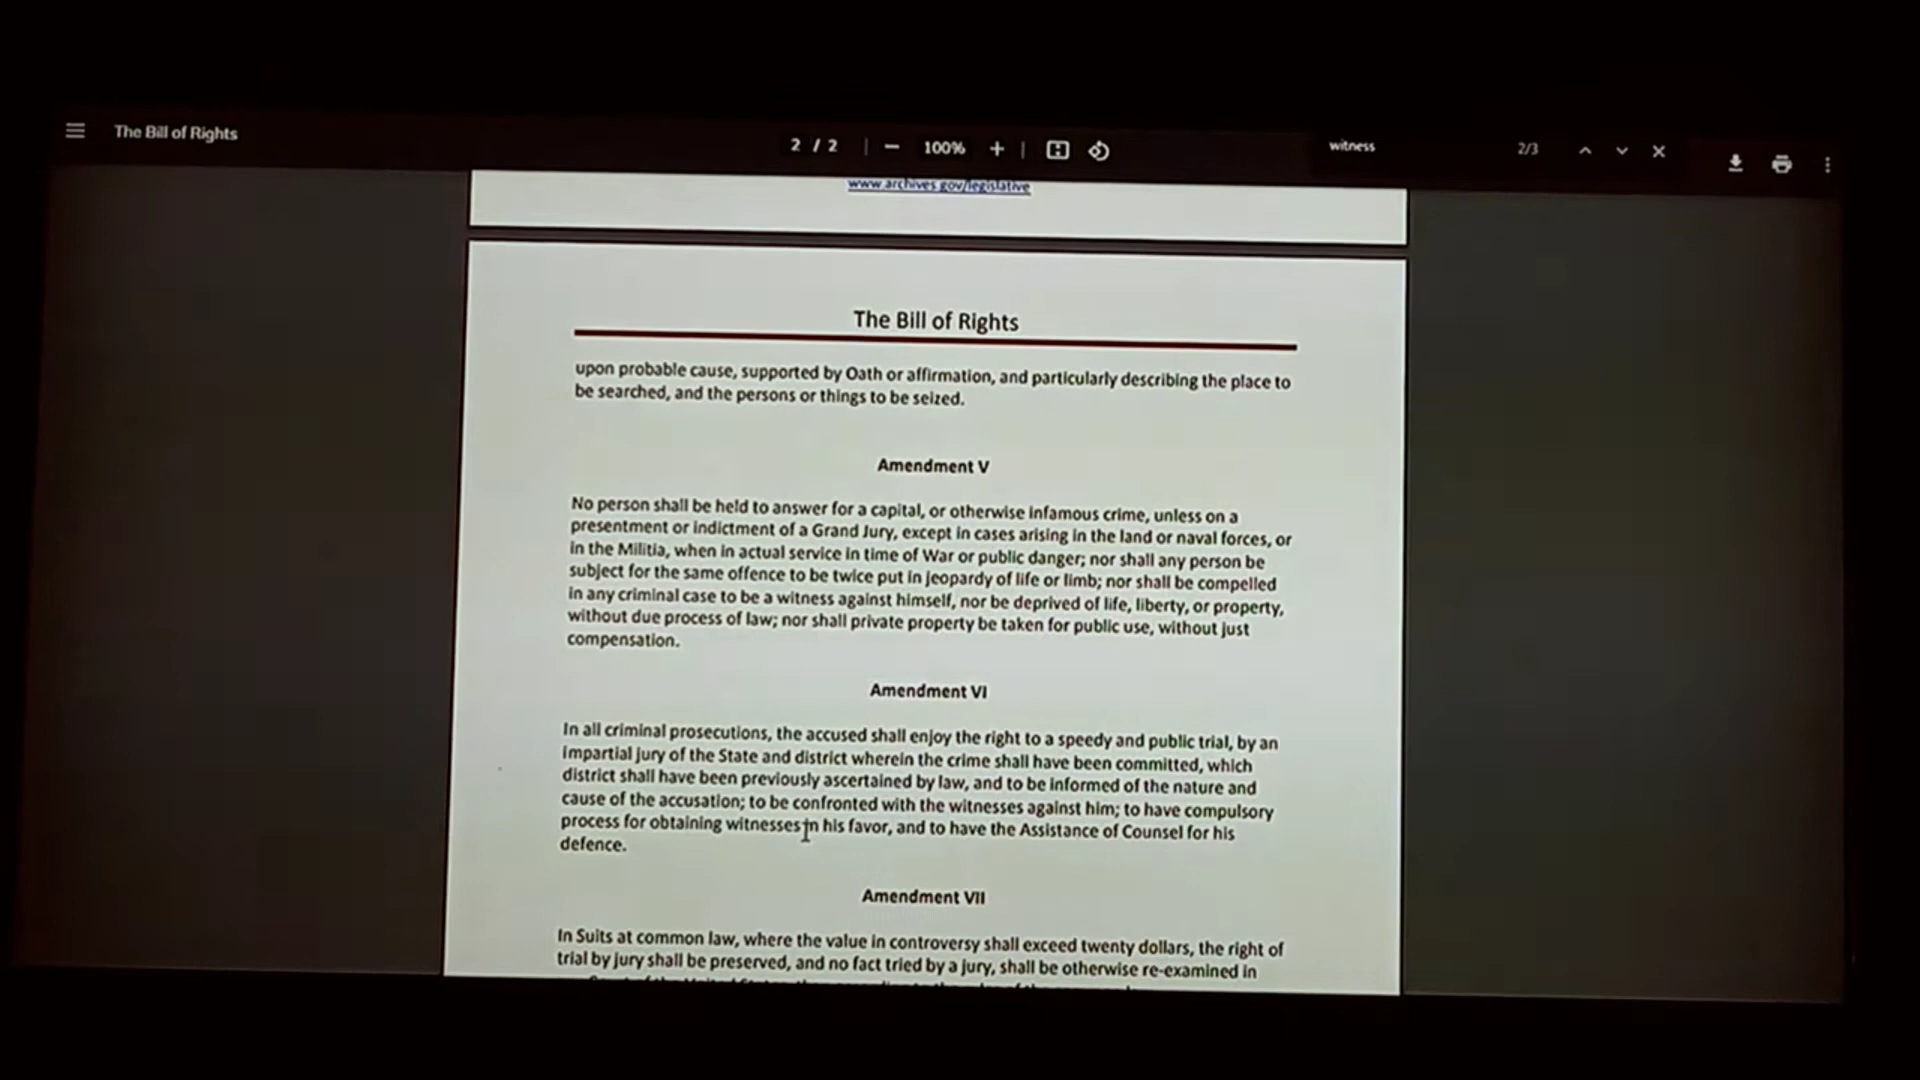 The Bill of Rights
2 / 2
100%
witness
2/3
www.archives.gov/legislative
The Bill of Rights
upon probable cause, supported by Oath or affirmation, and particularly describing the place to
be searched, and the persons or things to be seized.
Amendment V
No person shall be held to answer for a capital, or otherwise infamous crime, unless on a
presentment or indictment of a Grand Jury, except in cases arising in the land or naval forces, or
in the Militia, when in actual service in time of War or public danger; nor shall any person be
subject for the same offence to be twice put in jeopardy of life or limb; nor shall be compelled
in any criminal case to be a witness against himself, nor be deprived of life, liberty, or property,
without due process of law; nor shall private property be taken for public use, without just
compensation.
Amendment VI
In all criminal prosecutions, the accused shall enjoy the right to a speedy and public trial, by an
impartial jury of the State and district wherein the crime shall have been committed, which
district shall have been previously ascertained by law, and to be informed of the nature and
cause of the accusation; to be confronted with the witnesses against him; to have compulsory
process for obtaining witnesses in his favor, and to have the Assistance of Counsel for his
defence.
Amendment VII
In Suits at common law, where the value in controversy shall exceed twenty dollars, the right of
trial by jury shall be preserved, and no fact tried by a jury, shall be otherwise re-examined in